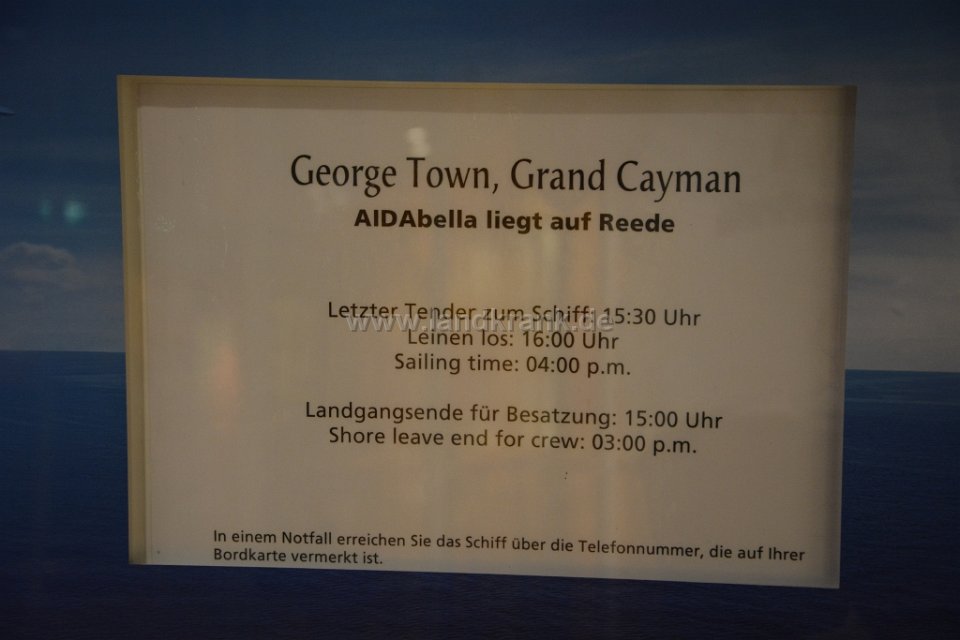 George Town, Grand Cayman
AIDAbella liegt auf Reede
Letzter Tender zum Schiff: 15:30 Uhr
www.landkrank.de
Leinen los: 16:00 Uhr
Sailing time: 04:00 p.m.
Landgangsende für Besatzung: 15:00 Uhr
Shore leave end for crew: 03:00 p.m.
In einem Notfall erreichen Sie das Schiff über die Telefonnummer, die auf Ihrer
Bordkarte vermerkt ist.